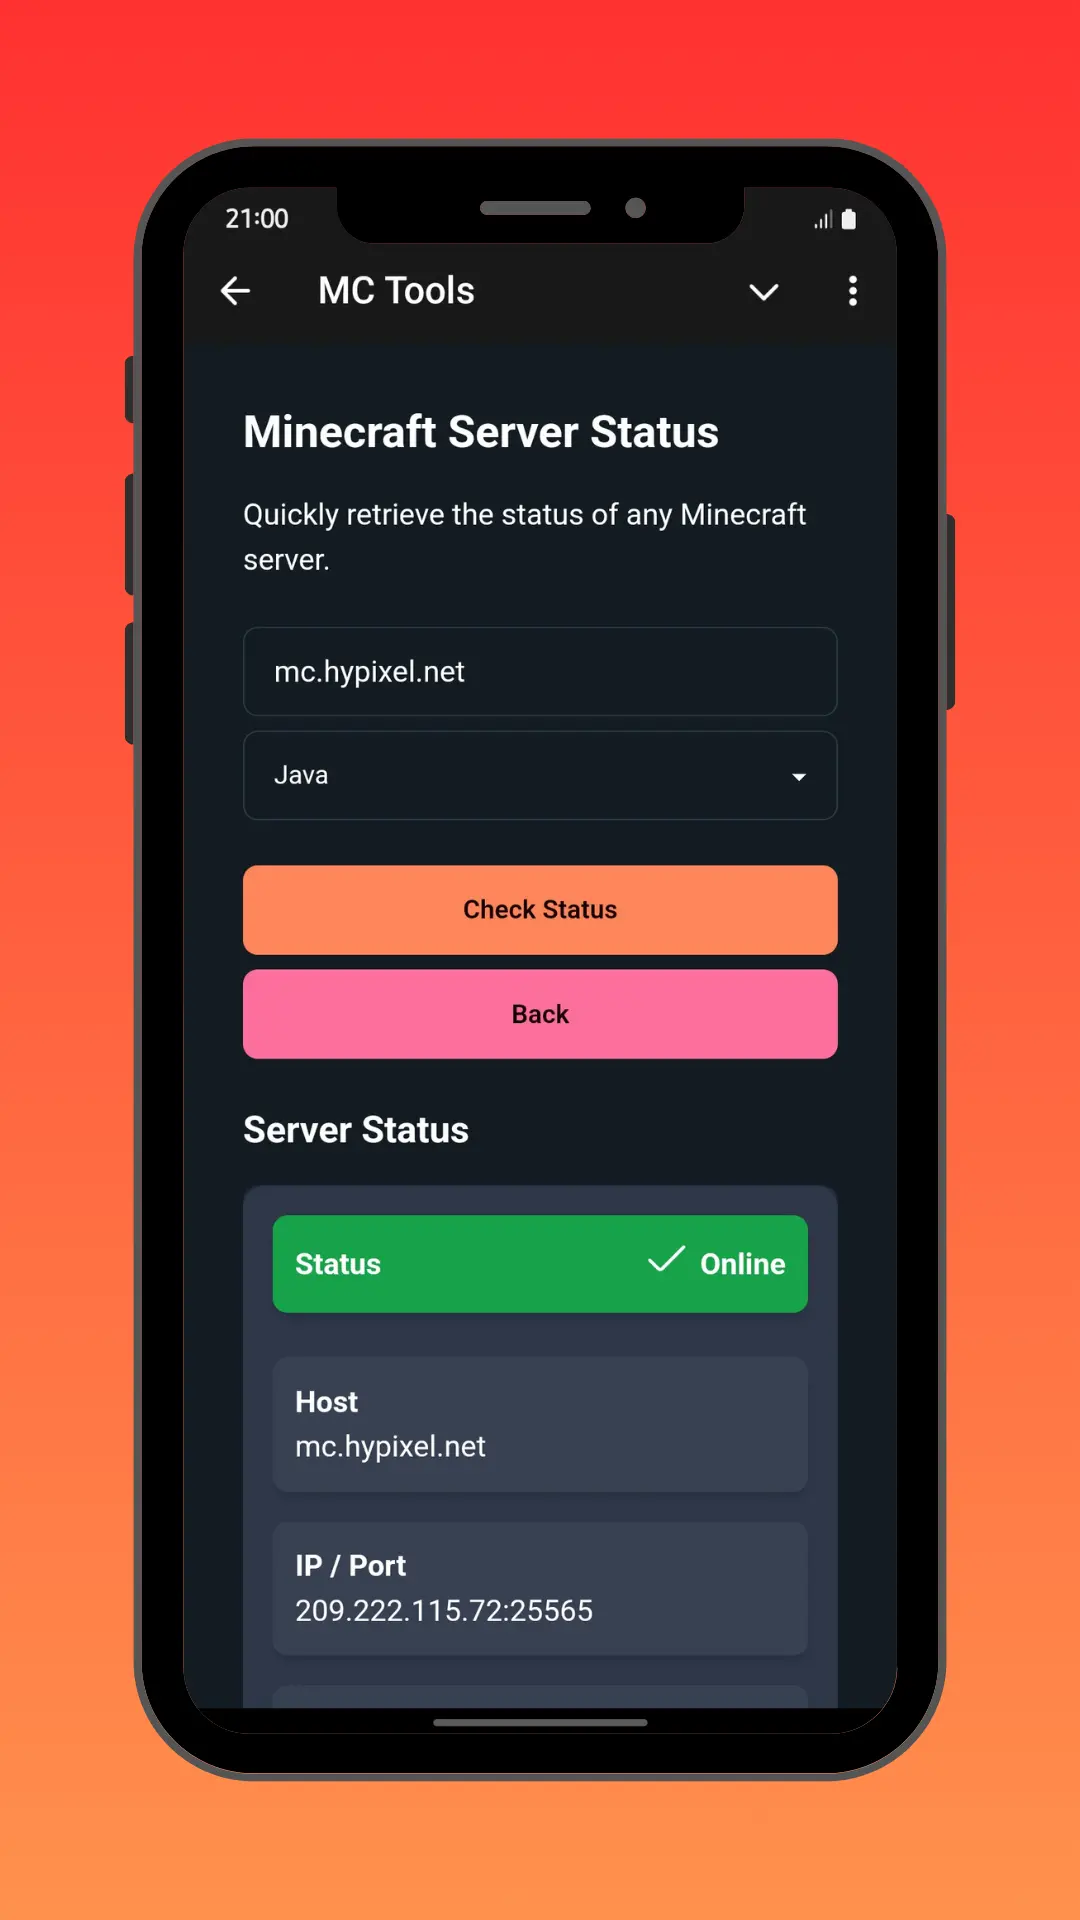 21:00
MC Tools
Minecraft Server Status
Quickly retrieve the status of any Minecraft
server.
mc.hypixel.net
Java
Check Status
Back
Server Status
Status Online
Host
mc.hypixel.net
IP / Port
209.222.115.72:25565